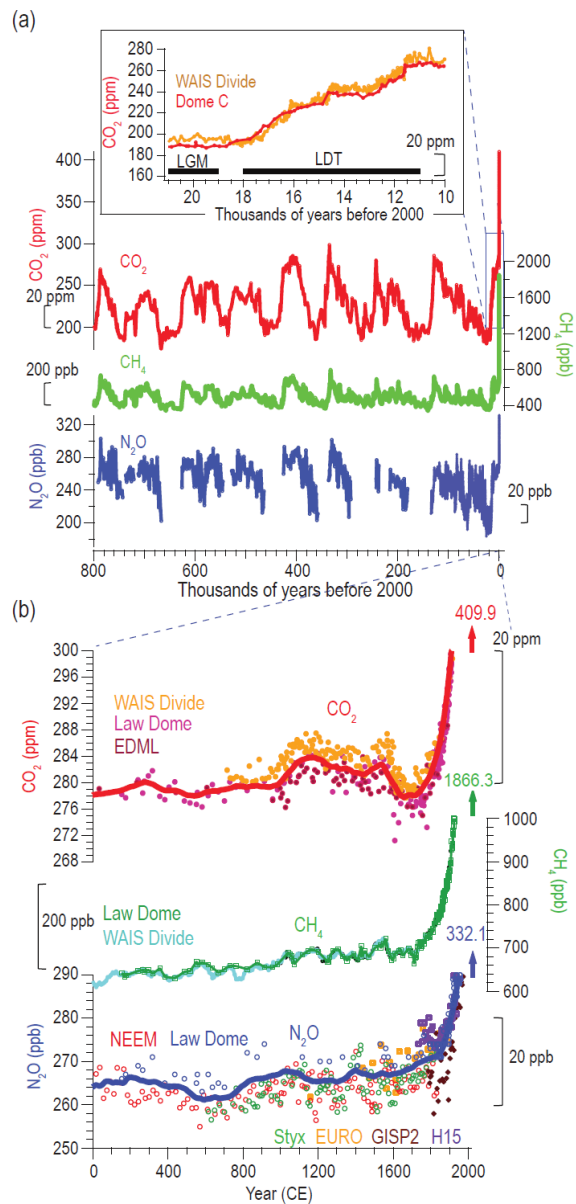 (a)
280
260
240
220
200
180
160
CO2 (ppm)
WAIS Divide
Dome C
LGM
LDT
20 ppm
20
18
16
14
12
10
Thousands of years before 2000
400
350
300
250
200
CO2 (ppm)
20 ppm
CO2
2000
1600
1200
800
400
CH4 (ppb)
200 ppb
CH4
320
280
240
200
N2O (ppb)
N2O
20 ppb
800
600
400
200
0
Thousands of years before 2000
(b)
409.9
300
296
292
288
284
280
276
272
268
CO2 (ppm)
20 ppm
WAIS Divide
Law Dome
EDML
CO2
1866.3
1000
900
800
700
600
CH4 (ppb)
200 ppb
Law Dome
WAIS Divide
CH4
332.1
290
280
270
260
250
N2O (ppb)
NEEM Law Dome N2O
20 ppb
Styx EURO GISP2 H15
0
400
800
1200
1600
2000
Year (CE)